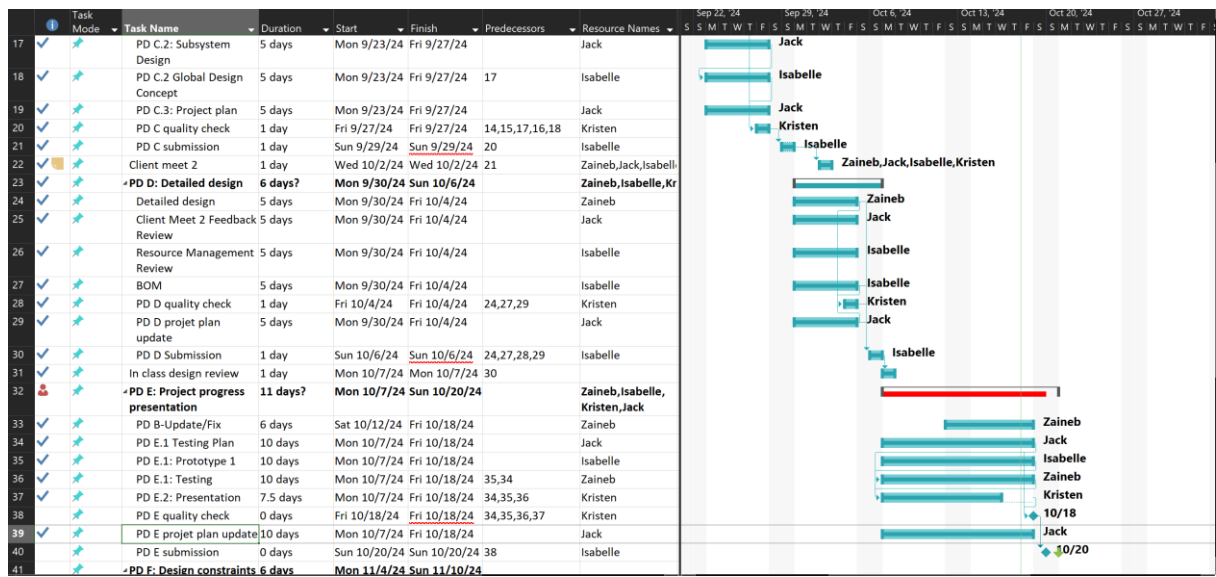 Sep 22, '24 Sep 29, '24 Oct 6, '24 Oct 13, '24 Oct 20, '24 Oct 27, '24
Task Mode Task Name Duration Start Finish Predecessors Resource Names S S M T W T F S S M T W T F S S M T W T F S S M T W T F S S M T W T F S S M T W T F
17 PD C.2: Subsystem Design 5 days Mon 9/23/24 Fri 9/27/24 Jack Jack
18 PD C.2 Global Design Concept 5 days Mon 9/23/24 Fri 9/27/24 17 Isabelle Isabelle
19 PD C.3: Project plan 5 days Mon 9/23/24 Fri 9/27/24 Jack Jack
20 PD C quality check 1 day Fri 9/27/24 Fri 9/27/24 14,15,17,16,18 Kristen Kristen
21 PD C submission 1 day Sun 9/29/24 Sun 9/29/24 20 Isabelle Isabelle
22 Client meet 2 1 day Wed 10/2/24 Wed 10/2/24 21 Zaineb,Jack,Isabell Zaineb,Jack,Isabelle,Kristen
23 PD D: Detailed design 6 days? Mon 9/30/24 Sun 10/6/24 Zaineb,Isabelle,Kr
24 Detailed design 5 days Mon 9/30/24 Fri 10/4/24 Zaineb Zaineb
25 Client Meet 2 Feedback Review 5 days Mon 9/30/24 Fri 10/4/24 Jack Jack
26 Resource Management Review 5 days Mon 9/30/24 Fri 10/4/24 Isabelle Isabelle
27 BOM 5 days Mon 9/30/24 Fri 10/4/24 Isabelle Isabelle
28 PD D quality check 1 day Fri 10/4/24 Fri 10/4/24 24,27,29 Kristen Kristen
29 PD D projet plan update 5 days Mon 9/30/24 Fri 10/4/24 Jack Jack
30 PD D Submission 1 day Sun 10/6/24 Sun 10/6/24 24,27,28,29 Isabelle Isabelle
31 In class design review 1 day Mon 10/7/24 Mon 10/7/24 30
32 PD E: Project progress presentation 11 days? Mon 10/7/24 Sun 10/20/24 Zaineb,Isabelle, Kristen,Jack
33 PD B-Update/Fix 6 days Sat 10/12/24 Fri 10/18/24 Zaineb Zaineb
34 PD E.1 Testing Plan 10 days Mon 10/7/24 Fri 10/18/24 Jack Jack
35 PD E.1: Prototype 1 10 days Mon 10/7/24 Fri 10/18/24 Isabelle Isabelle
36 PD E.1: Testing 10 days Mon 10/7/24 Fri 10/18/24 35,34 Zaineb Zaineb
37 PD E.2: Presentation 7.5 days Mon 10/7/24 Fri 10/18/24 34,35,36 Kristen Kristen
38 PD E quality check 0 days Fri 10/18/24 Fri 10/18/24 34,35,36,37 Kristen 10/18
39 PD E projet plan update 10 days Mon 10/7/24 Fri 10/18/24 Jack Jack
40 PD E submission 0 days Sun 10/20/24 Sun 10/20/24 38 Isabelle 10/20
41 PD F: Design constraints 6 days Mon 11/4/24 Sun 11/10/24